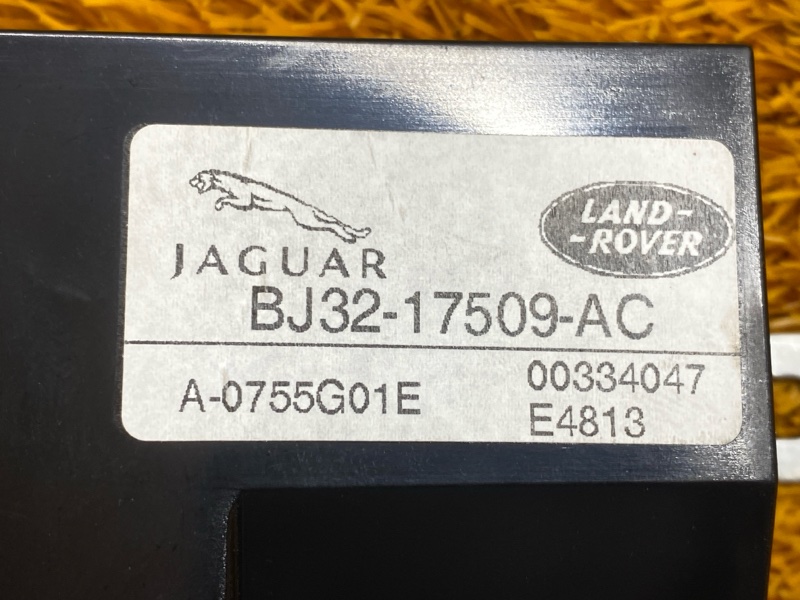 JAGUAR
LAND-
-ROVER
BJ32-17509-AC
A-0755G01E
00334047
E4813